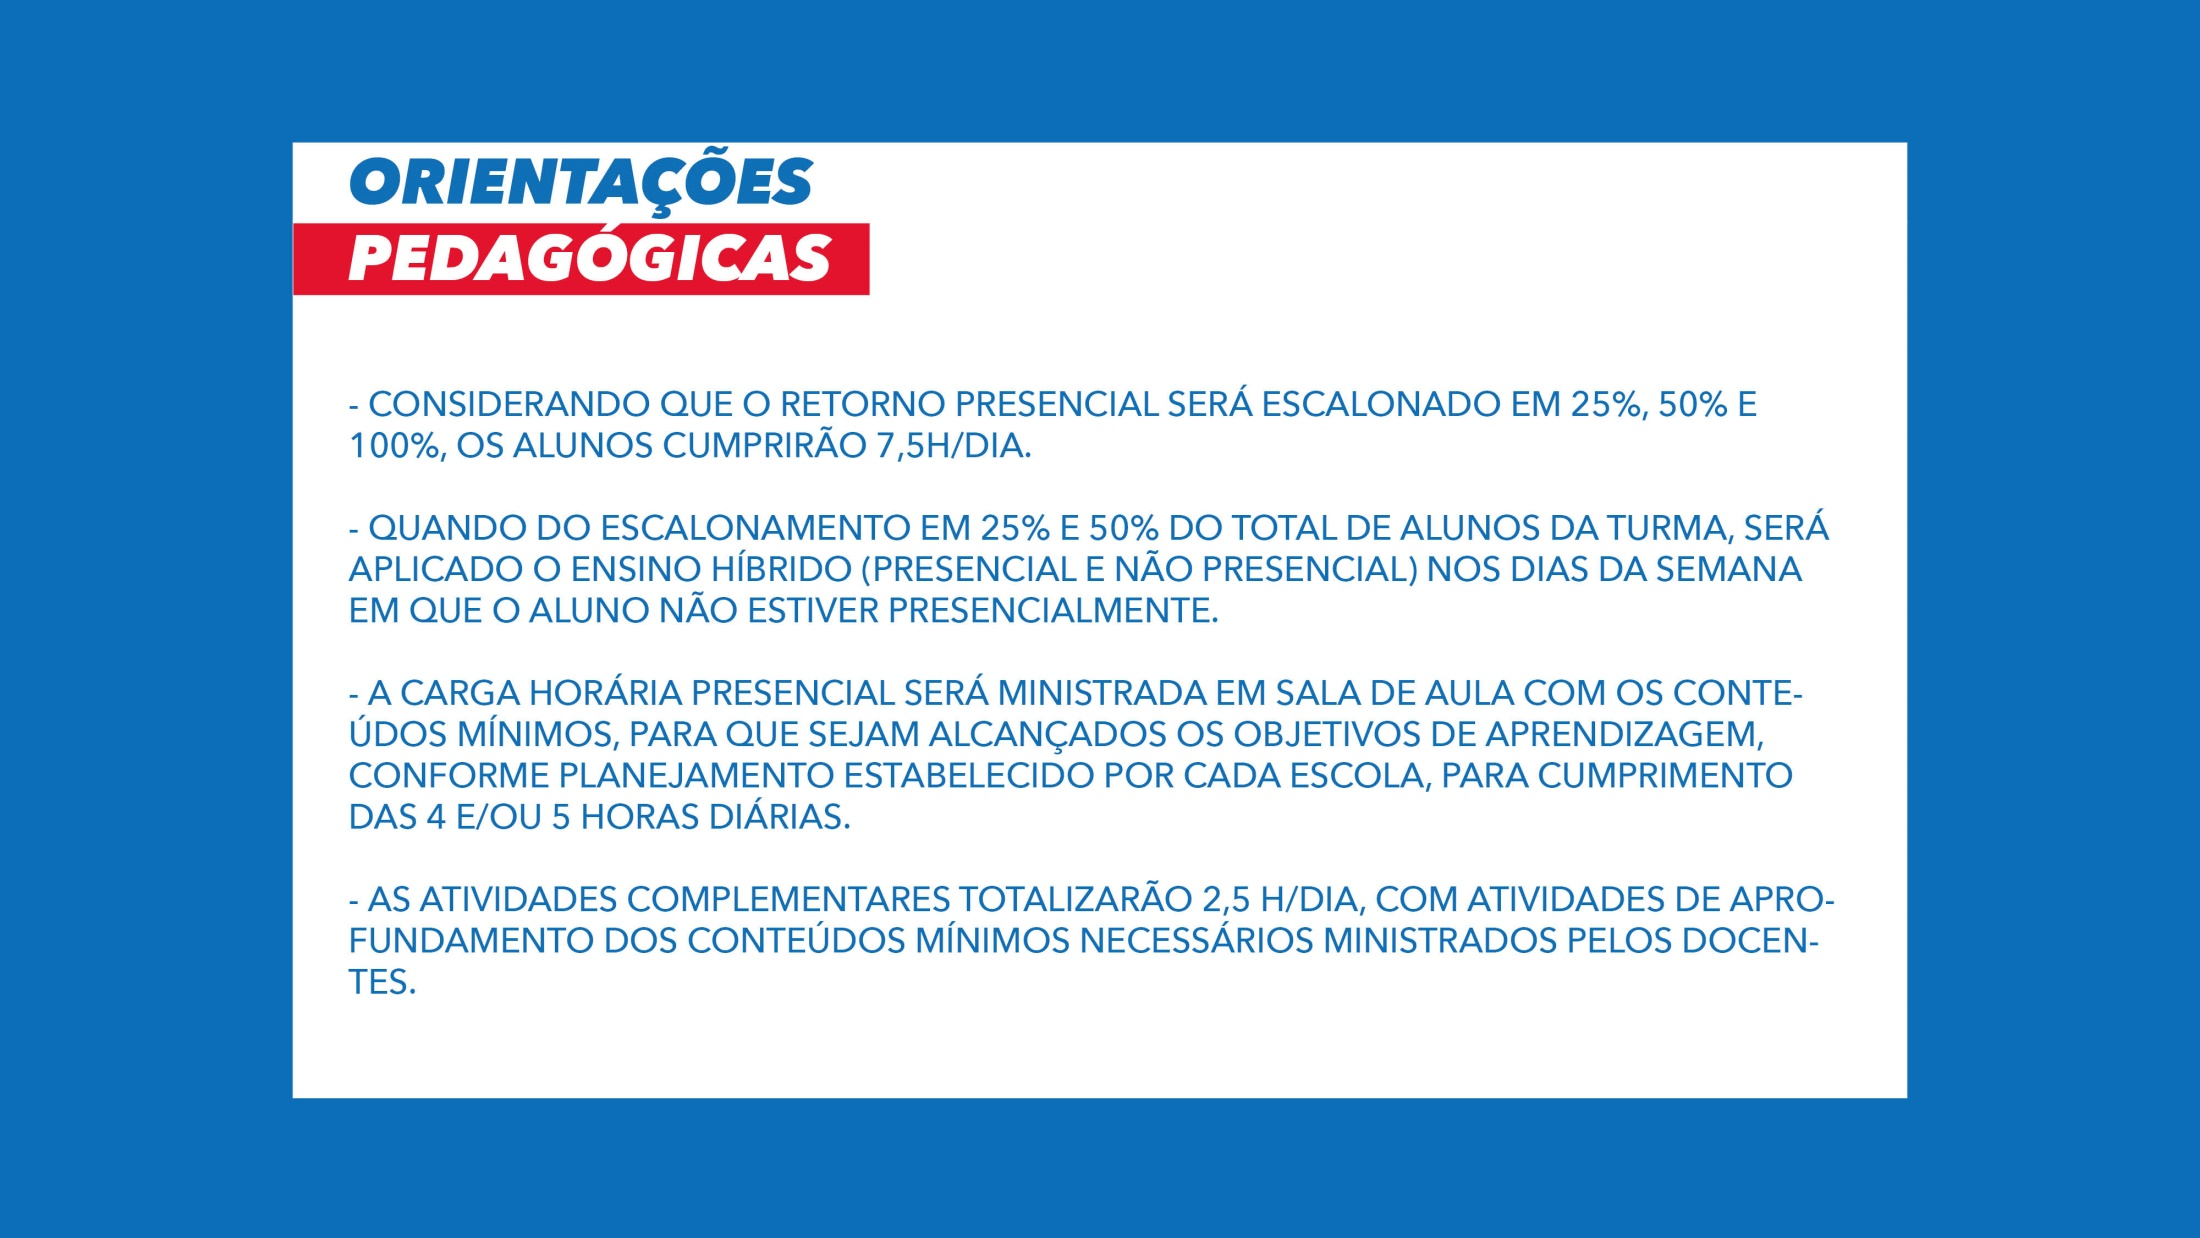 ORIENTAÇÕES
PEDAGÓGICAS
- CONSIDERANDO QUE O RETORNO PRESENCIAL SERÁ ESCALONADO EM 25%, 50% E
100%, OS ALUNOS CUMPRIRÃO 7,5H/DIA.
- QUANDO DO ESCALONAMENTO EM 25% E 50% DO TOTAL DE ALUNOS DA TURMA, SERÁ
APLICADO O ENSINO HÍBRIDO (PRESENCIAL E NÃO PRESENCIAL) NOS DIAS DA SEMANA
EM QUE O ALUNO NÃO ESTIVER PRESENCIALMENTE.
- A CARGA HORÁRIA PRESENCIAL SERÁ MINISTRADA EM SALA DE AULA COM OS CONTE-
ÚDOS MÍNIMOS, PARA QUE SEJAM ALCANÇADOS OS OBJETIVOS DE APRENDIZAGEM,
CONFORME PLANEJAMENTO ESTABELECIDO POR CADA ESCOLA, PARA CUMPRIMENTO
DAS 4 E/OU 5 HORAS DIÁRIAS.
- AS ATIVIDADES COMPLEMENTARES TOTALIZARÃO 2,5 H/DIA, COM ATIVIDADES DE APRO-
FUNDAMENTO DOS CONTEÚDOS MÍNIMOS NECESSÁRIOS MINISTRADOS PELOS DOCEN-
TES.